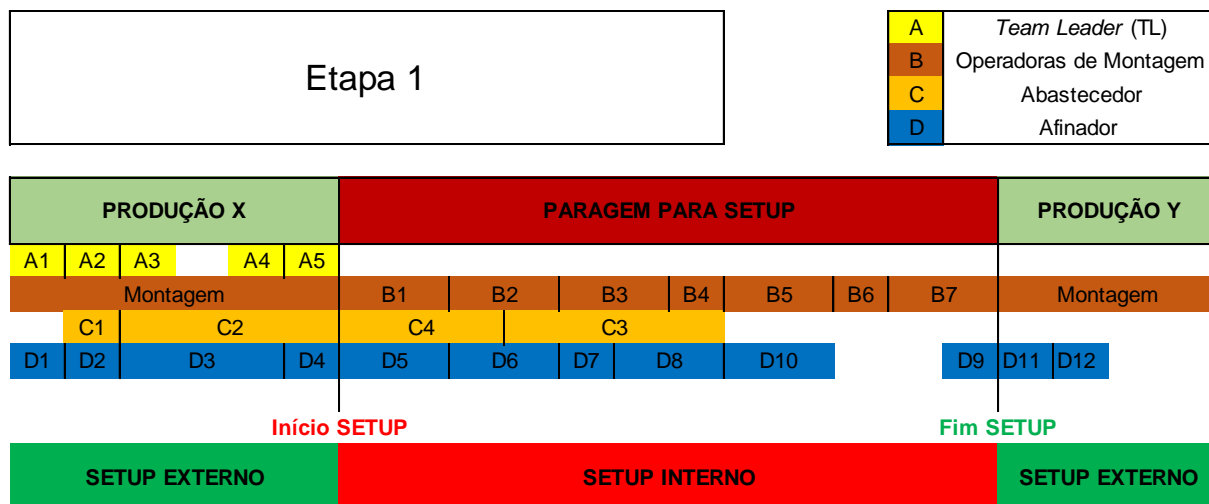 Etapa 1
A Team Leader (TL)
B Operadoras de Montagem
C Abastecedor
D Afinador
PRODUÇÃO X PARAGEM PARA SETUP PRODUÇÃO Y
A1 A2 A3 A4 A5
Montagem B1 B2 B3 B4 B5 B6 B7 Montagem
C1 C2 C4 C3
D1 D2 D3 D4 D5 D6 D7 D8 D10 D9 D11 D12
Início SETUP Fim SETUP
SETUP EXTERNO SETUP INTERNO SETUP EXTERNO